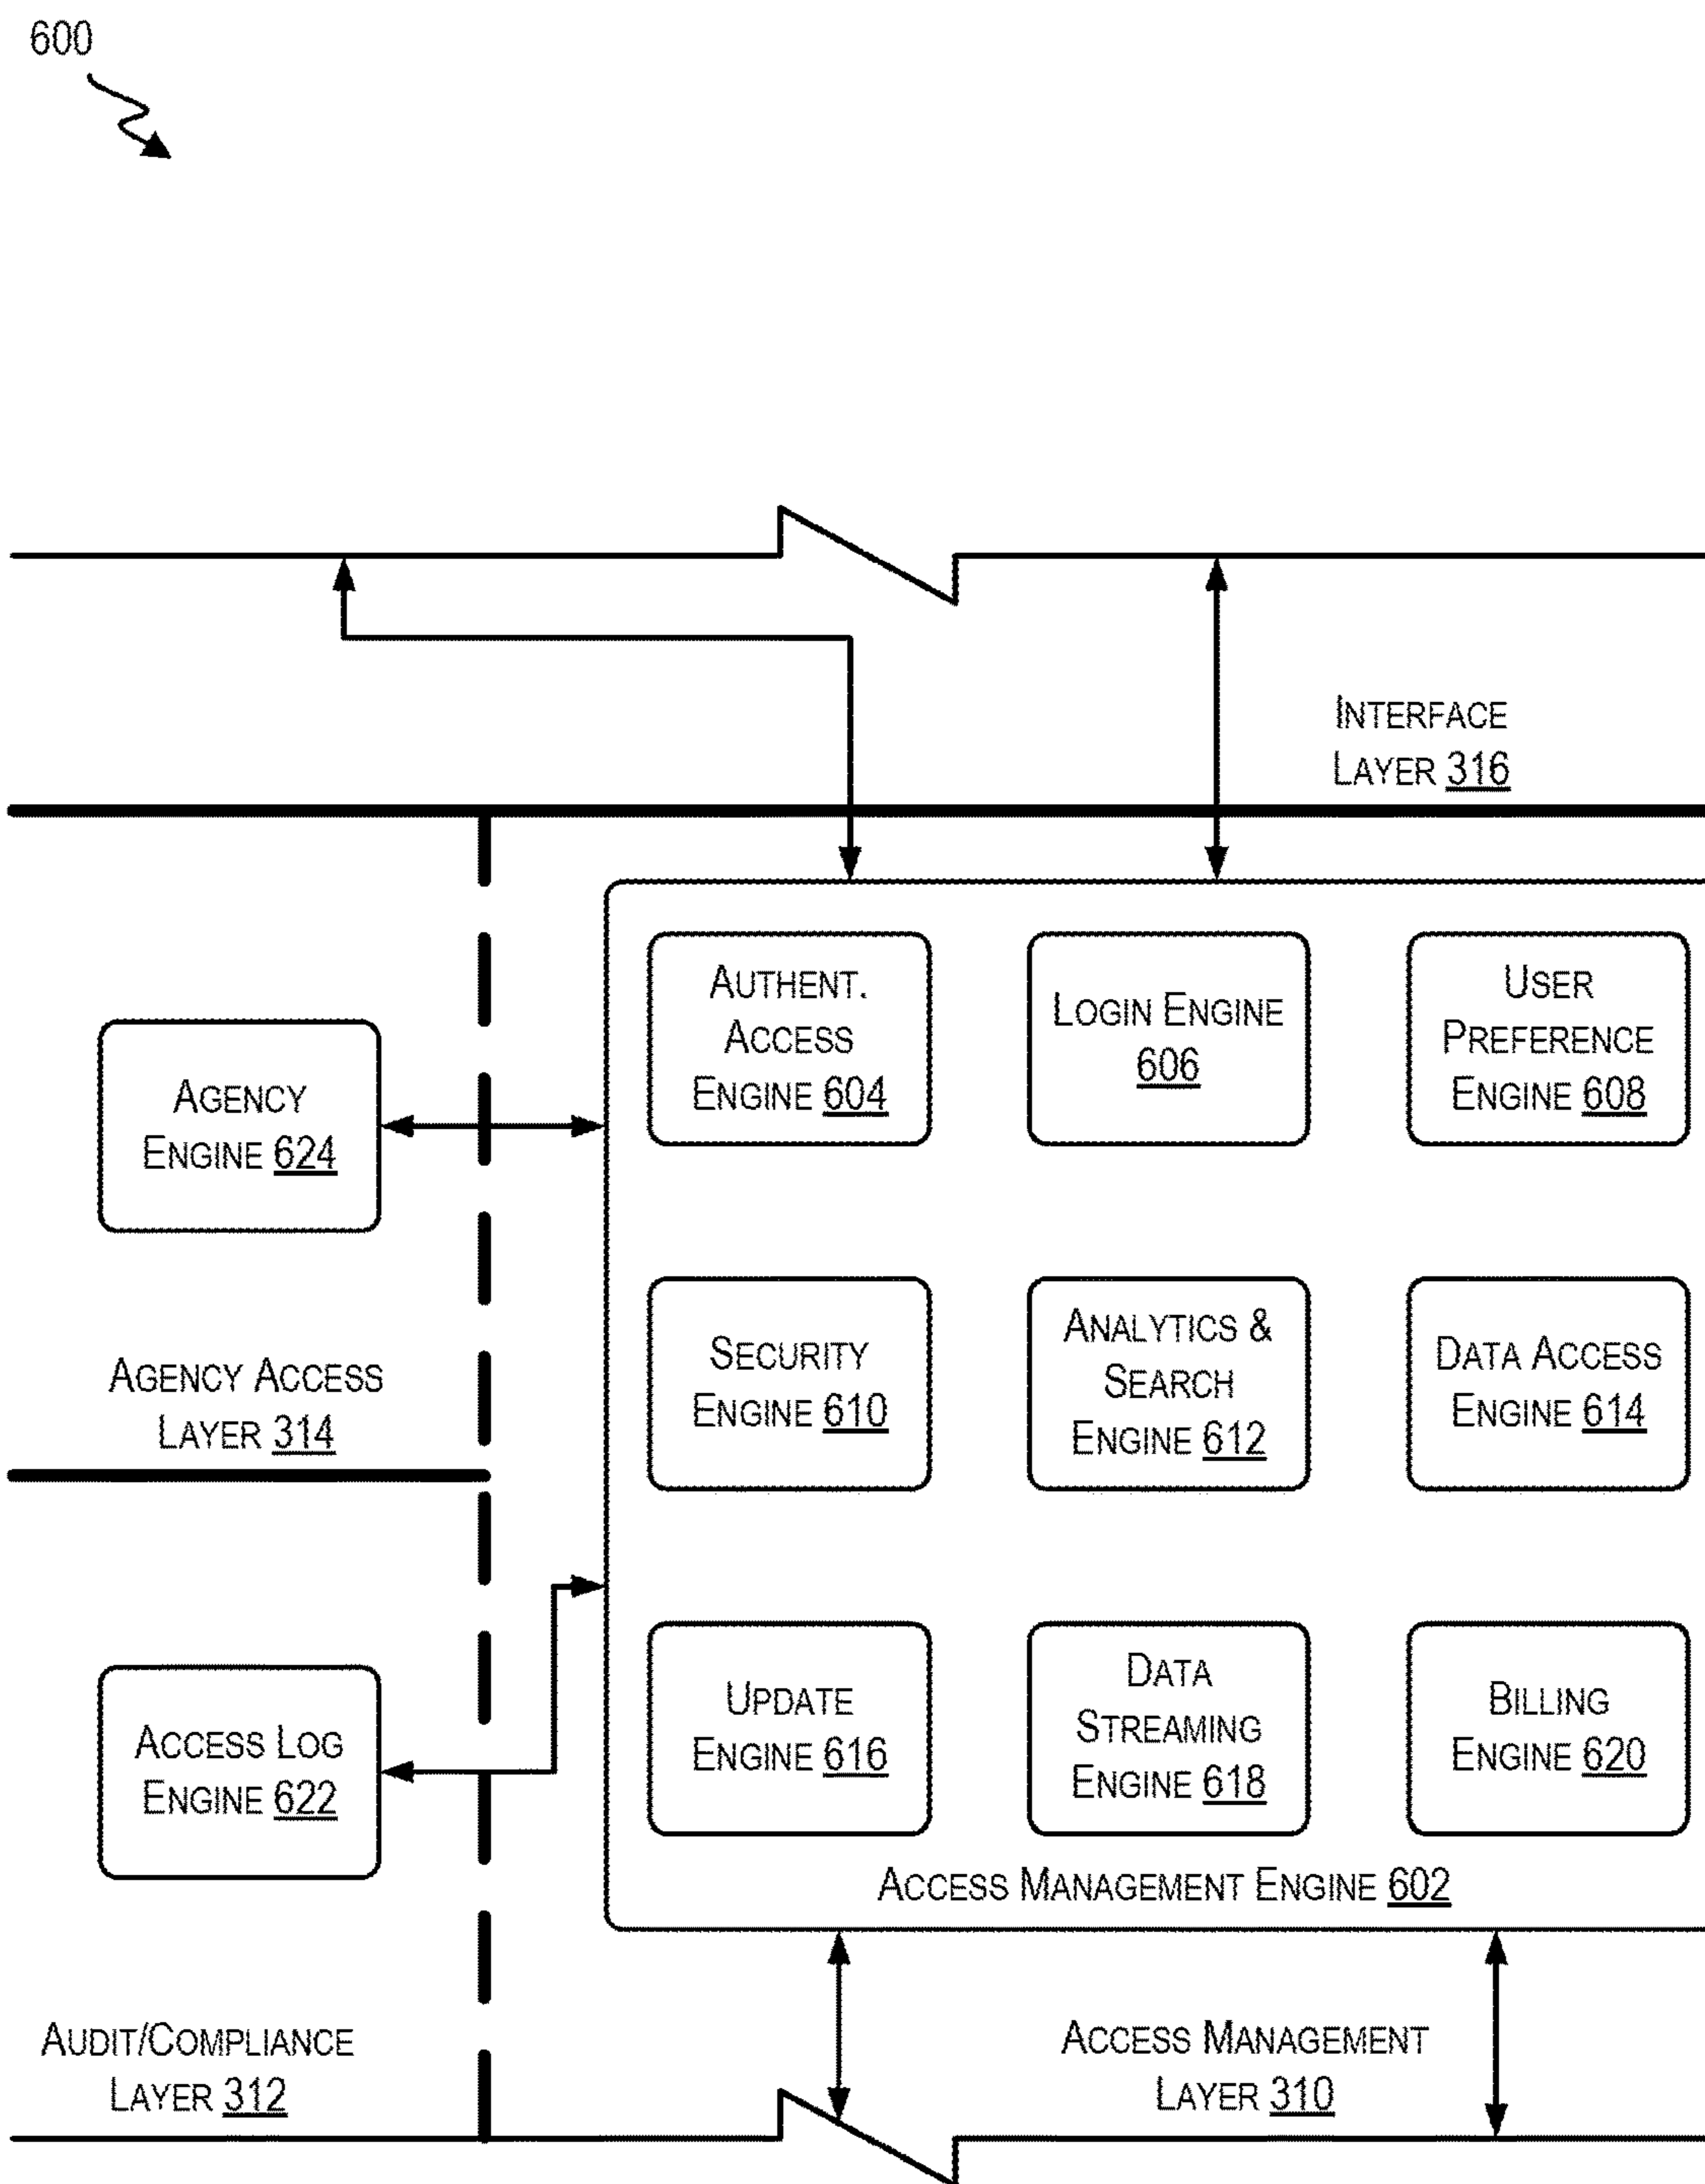 600
INTERFACE
LAYER 316
AUTHENT.
ACCESS
ENGINE 604
LOGIN ENGINE
606
USER
PREFERENCE
ENGINE 608
AGENCY
ENGINE 624
SECURITY
ENGINE 610
ANALYTICS &
SEARCH
ENGINE 612
DATA ACCESS
ENGINE 614
AGENCY ACCESS
LAYER 314
UPDATE
ENGINE 616
DATA
STREAMING
ENGINE 618
BILLING
ENGINE 620
ACCESS LOG
ENGINE 622
ACCESS MANAGEMENT ENGINE 602
AUDIT/COMPLIANCE
LAYER 312
ACCESS MANAGEMENT
LAYER 310